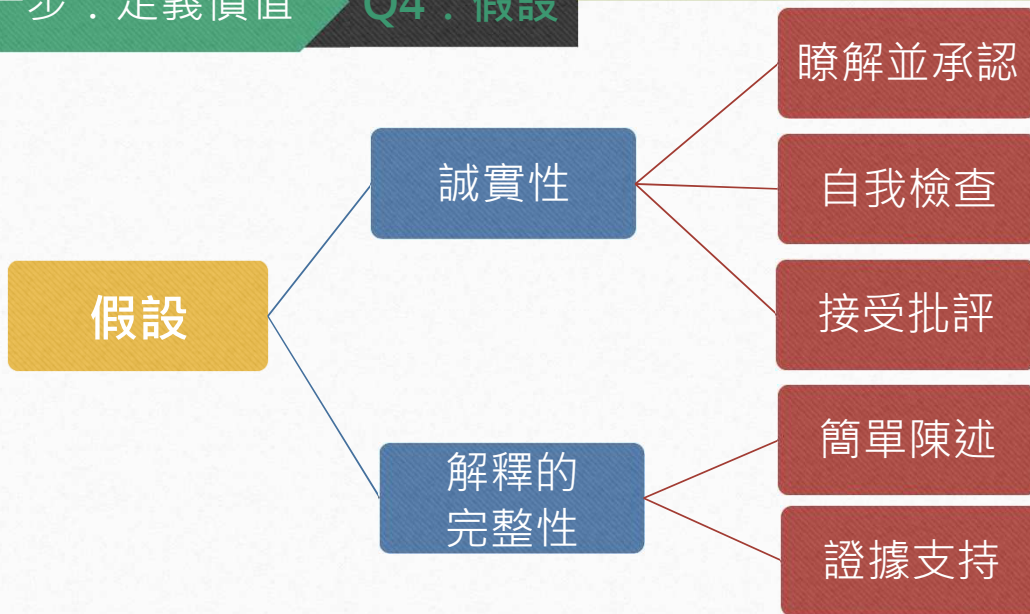 步：定義價值
Q4：假設
假設
誠實性
解釋的
完整性
瞭解並承認
自我檢查
接受批評
簡單陳述
證據支持